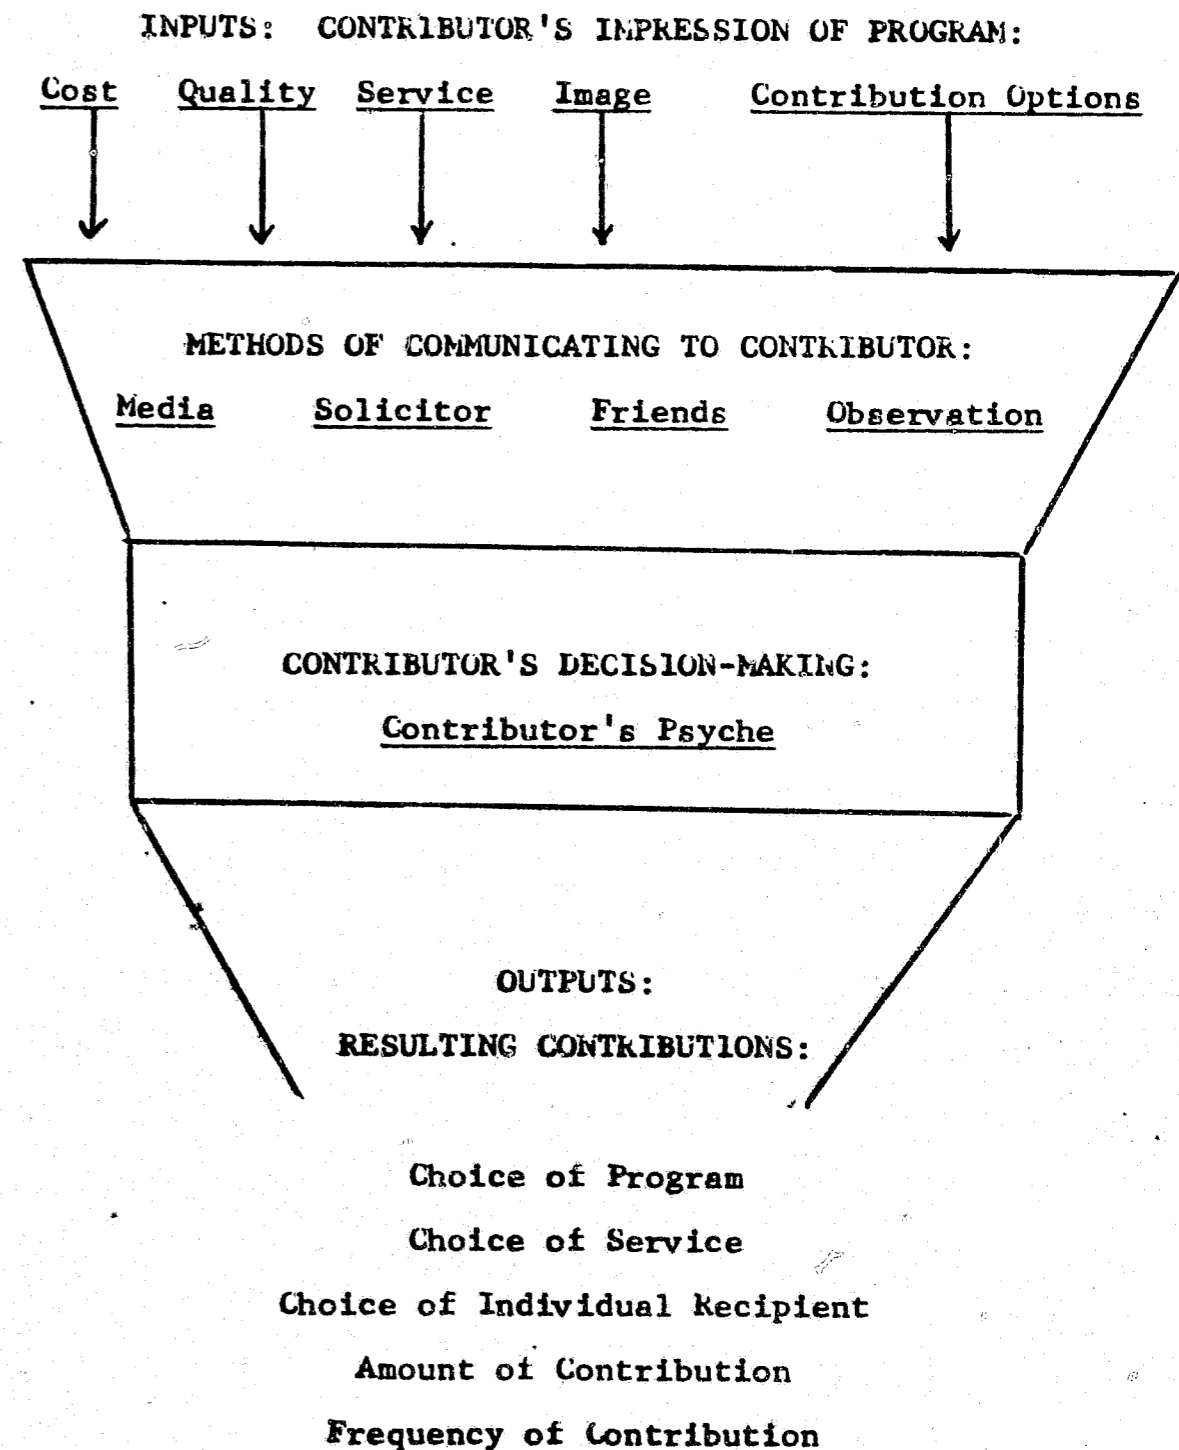 INPUTS: CONTRIBUTOR'S IMPRESSION OF PROGRAM:
Cost Quality Service Image Contribution Options
METHODS OF COMMUNICATING TO CONTRIBUTOR:
Media Solicitor Friends Observation
CONTRIBUTOR'S DECISION-MAKING:
Contributor's Psyche
OUTPUTS:
RESULTING CONTRIBUTIONS:
Choice of Program
Choice of Service
Choice of Individual Recipient
Amount of Contribution
Frequency of Contribution